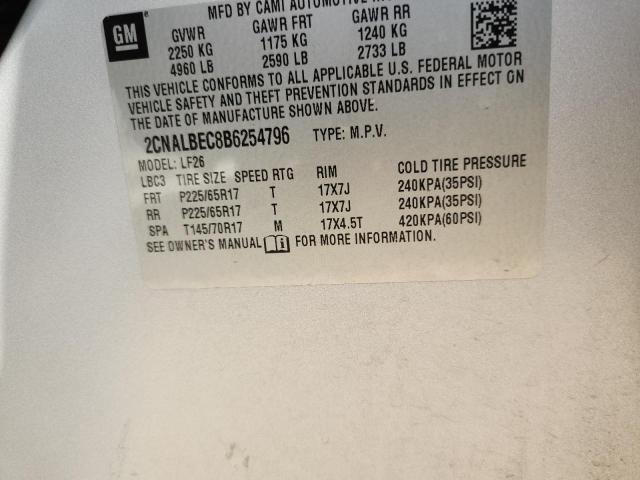 MFD BY CAMI AUTOMOTIVE
GM
GVWR GAWR FRT GAWR RR
2250 KG 1175 KG 1240 KG
4960 LB 2590 LB 2733 LB
THIS VEHICLE CONFORMS TO ALL APPLICABLE U.S. FEDERAL MOTOR
VEHICLE SAFETY AND THEFT PREVENTION STANDARDS IN EFFECT ON
THE DATE OF MANUFACTURE SHOWN ABOVE.
2CNALBEC8B6254796 TYPE: M.P.V.
MODEL: LF26
LBC3 TIRE SIZE SPEED RTG RIM COLD TIRE PRESSURE
FRT P225/65R17 T 17X7J 240KPA(35PSI)
RR P225/65R17 T 17X7J 240KPA(35PSI)
SPA T145/70R17 M 17X4.5T 420KPA(60PSI)
SEE OWNER'S MANUAL FOR MORE INFORMATION.